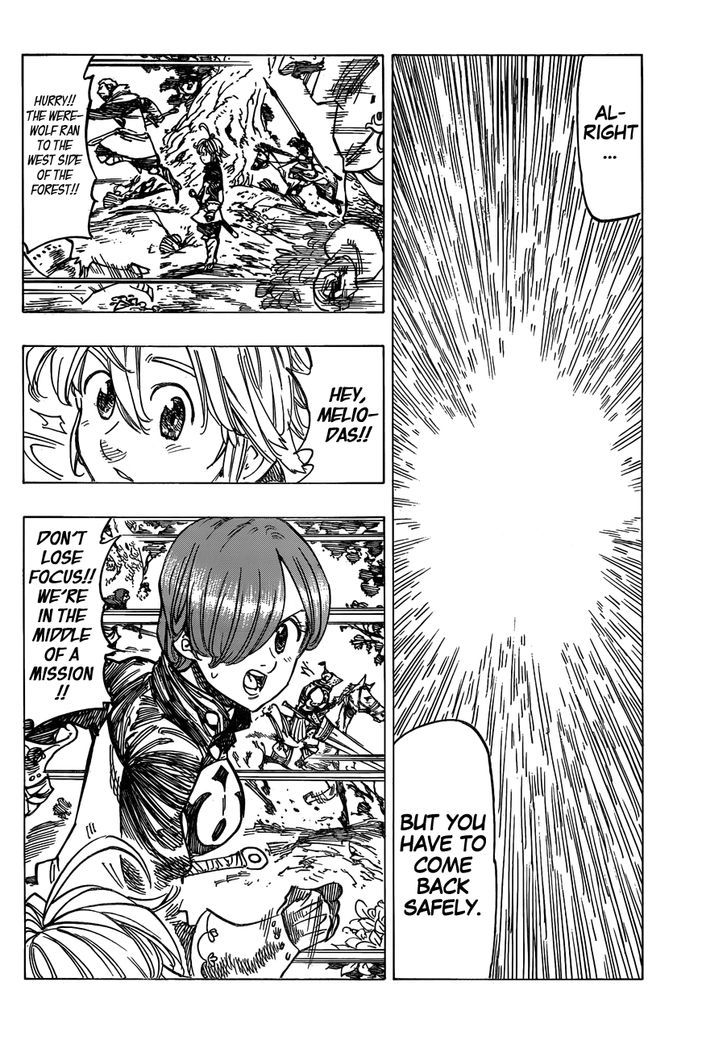 AL-
RIGHT
...
BUT YOU
HAVE TO
COME
BACK
SAFELY.
HURRY!!
THE WERE-
WOLF RAN
TO THE
WEST SIDE
OF THE
FOREST!!
HEY,
MELIO-
DAS!!
DON'T
LOSE
FOCUS!!
WE'RE
IN THE
MIDDLE
OF A
MISSION
!!